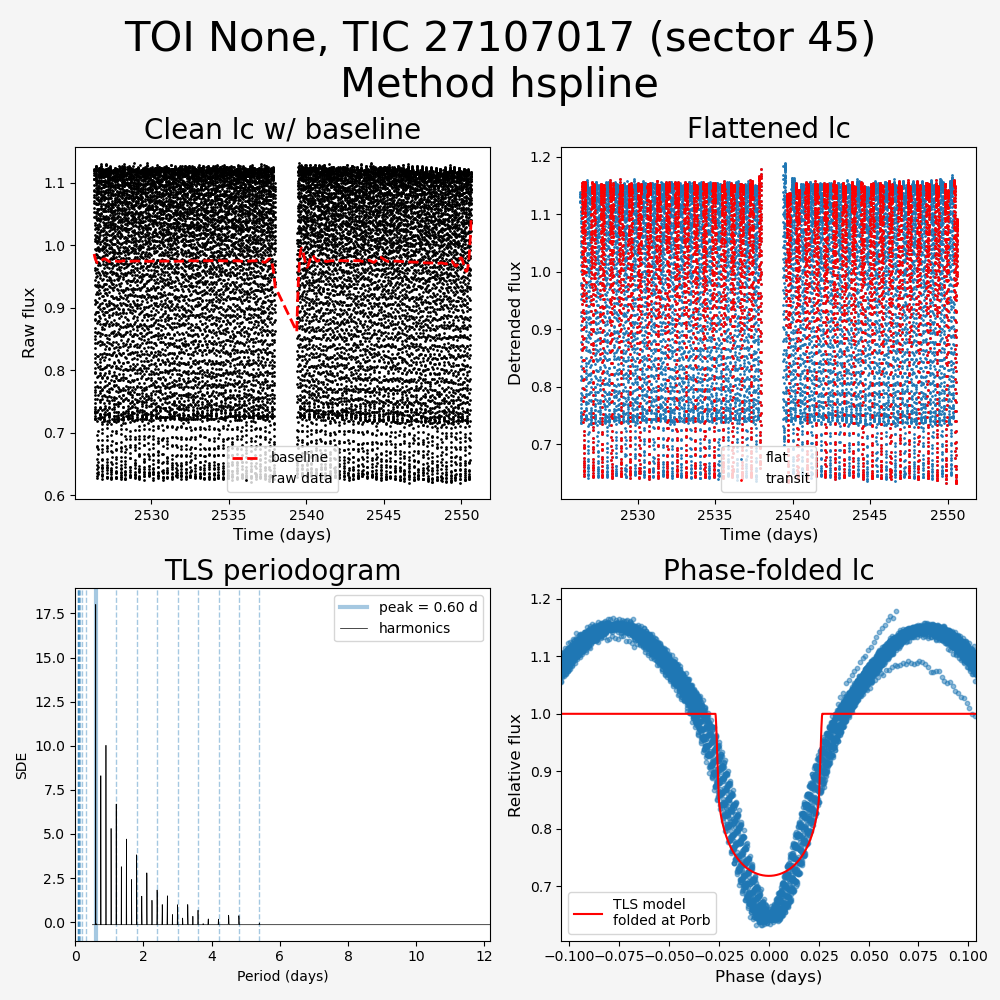 TOI None, TIC 27107017 (sector 45)
Method hspline
Clean lc w/ baseline
Raw flux
1.1
1.0
0.9
0.8
0.7
0.6
baseline
raw data
2530
2535
2540
2545
2550
Time (days)
Flattened lc
Detrended flux
1.2
1.1
1.0
0.9
0.8
0.7
flat
transit
2530
2535
2540
2545
2550
Time (days)
TLS periodogram
SDE
17.5
15.0
12.5
10.0
7.5
5.0
2.5
0.0
peak = 0.60 d
harmonics
0
2
4
6
8
10
12
Period (days)
Phase-folded lc
Relative flux
1.2
1.1
1.0
0.9
0.8
0.7
TLS model
folded at Porb
−0.100
−0.075
−0.050
−0.025
0.000
0.025
0.050
0.075
0.100
Phase (days)